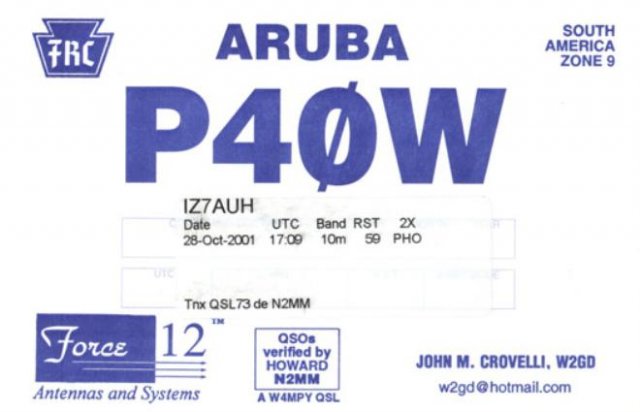 FRC
ARUBA
SOUTH
AMERICA
ZONE 9
P4ØW
IZ7AUH
Date UTC Band RST 2X
28-Oct-2001 17:09 10m 59 PHO
Tnx QSL73 de N2MM
Force 12™
Antennas and Systems
QSOs
verified by
HOWARD
N2MM
A W4MPY QSL
JOHN M. CROVELLI, W2GD
w2gd@hotmail.com